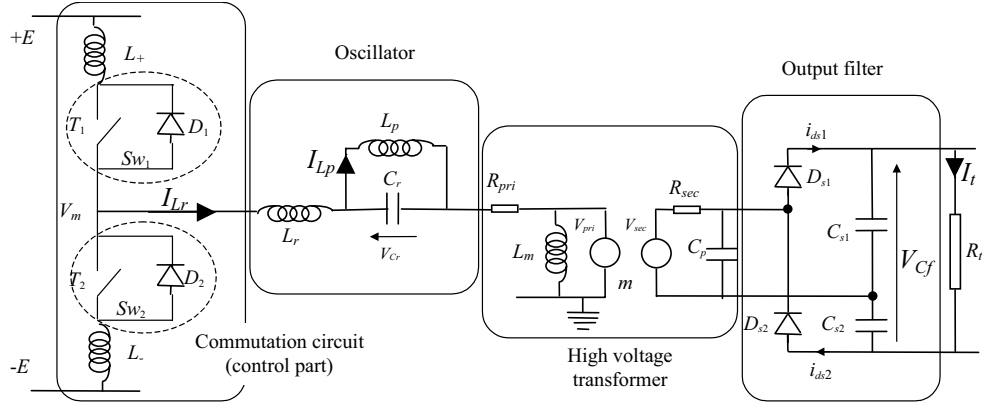 +E
L+
T1
D1
Sw1
Vm
ILr
T2
D2
Sw2
L-
-E
Commutation circuit
(control part)
Oscillator
Lp
ILp
Cr
Lr
VCr
Rpri
Lm
Vpri
m
Vsec
Rsec
Cp
High voltage
transformer
Output filter
ids1
Ds1
Cs1
VCf
It
Rt
Ds2
Cs2
ids2